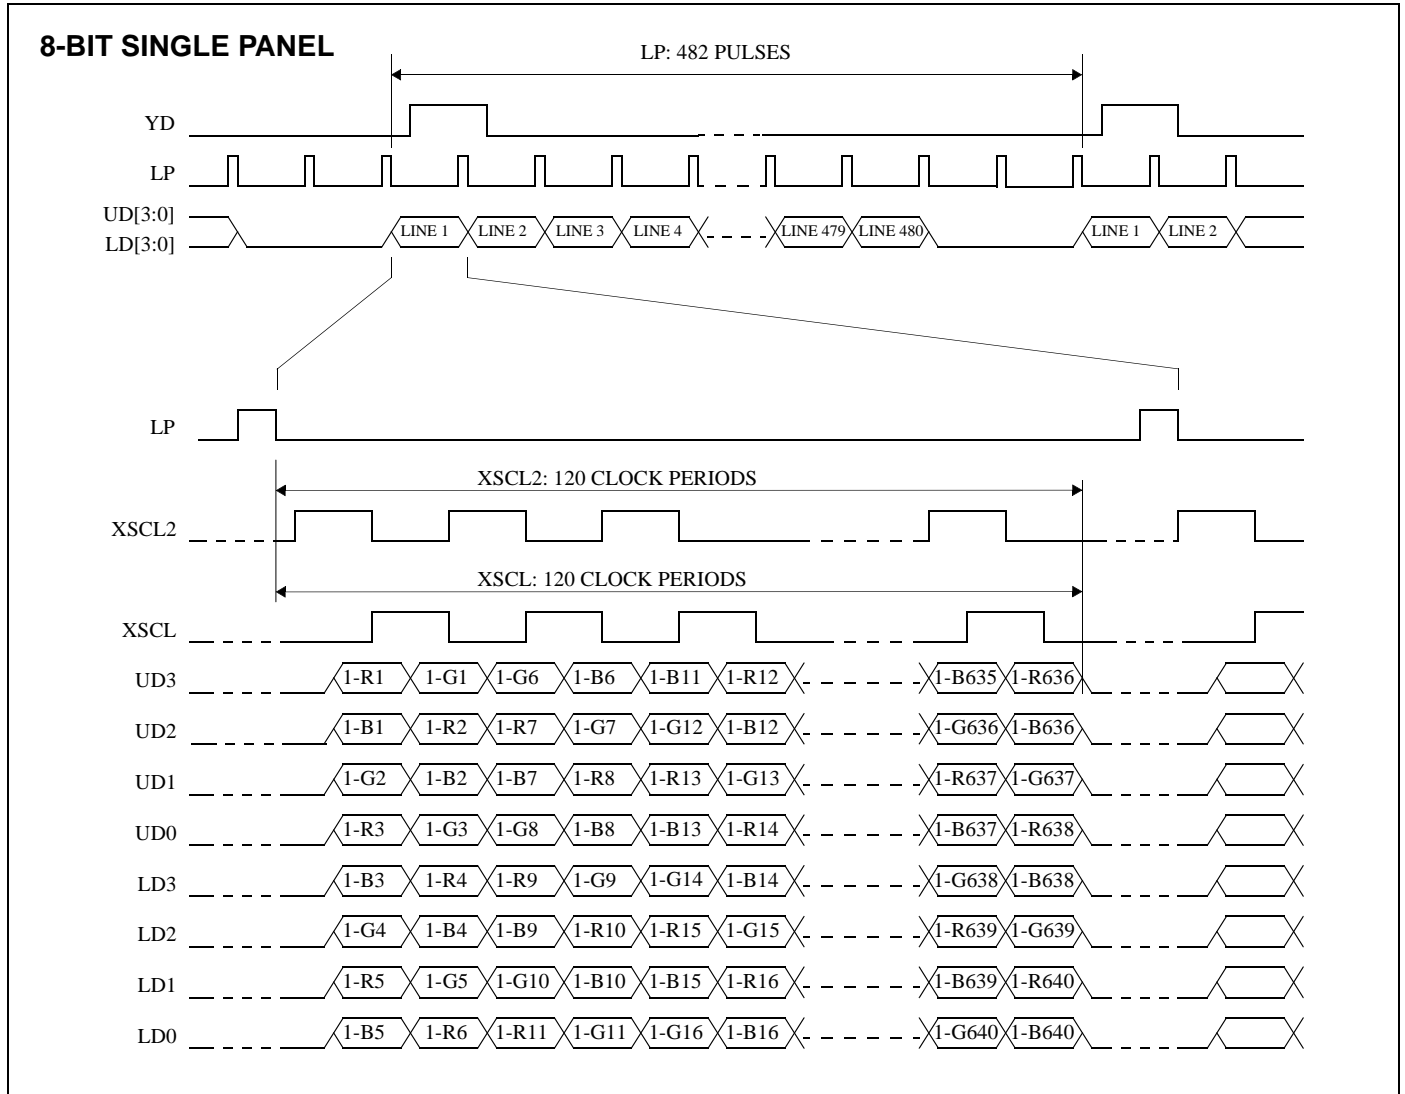 8-BIT SINGLE PANEL
LP: 482 PULSES
YD
LP
UD[3:0]
LD[3:0]
LINE 1 LINE 2 LINE 3 LINE 4 LINE 479 LINE 480 LINE 1 LINE 2
LP
XSCL2: 120 CLOCK PERIODS
XSCL2
XSCL: 120 CLOCK PERIODS
XSCL
UD3 1-R1 1-G1 1-G6 1-B6 1-B11 1-R12 1-B635 1-R636
UD2 1-B1 1-R2 1-R7 1-G7 1-G12 1-B12 1-G636 1-B636
UD1 1-G2 1-B2 1-B7 1-R8 1-R13 1-G13 1-R637 1-G637
UD0 1-R3 1-G3 1-G8 1-B8 1-B13 1-R14 1-B637 1-R638
LD3 1-B3 1-R4 1-R9 1-G9 1-G14 1-B14 1-G638 1-B638
LD2 1-G4 1-B4 1-B9 1-R10 1-R15 1-G15 1-R639 1-G639
LD1 1-R5 1-G5 1-G10 1-B10 1-B15 1-R16 1-B639 1-R640
LD0 1-B5 1-R6 1-R11 1-G11 1-G16 1-B16 1-G640 1-B640